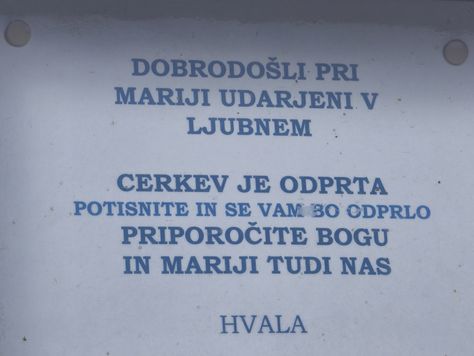 DOBRODOŠLI PRI
MARIJI UDARJENI V
LJUBNEM
CERKEV JE ODPRTA
POTISNITE IN SE VAM BO ODPRLO
PRIPOROČITE BOGU
IN MARIJI TUDI NAS
HVALA